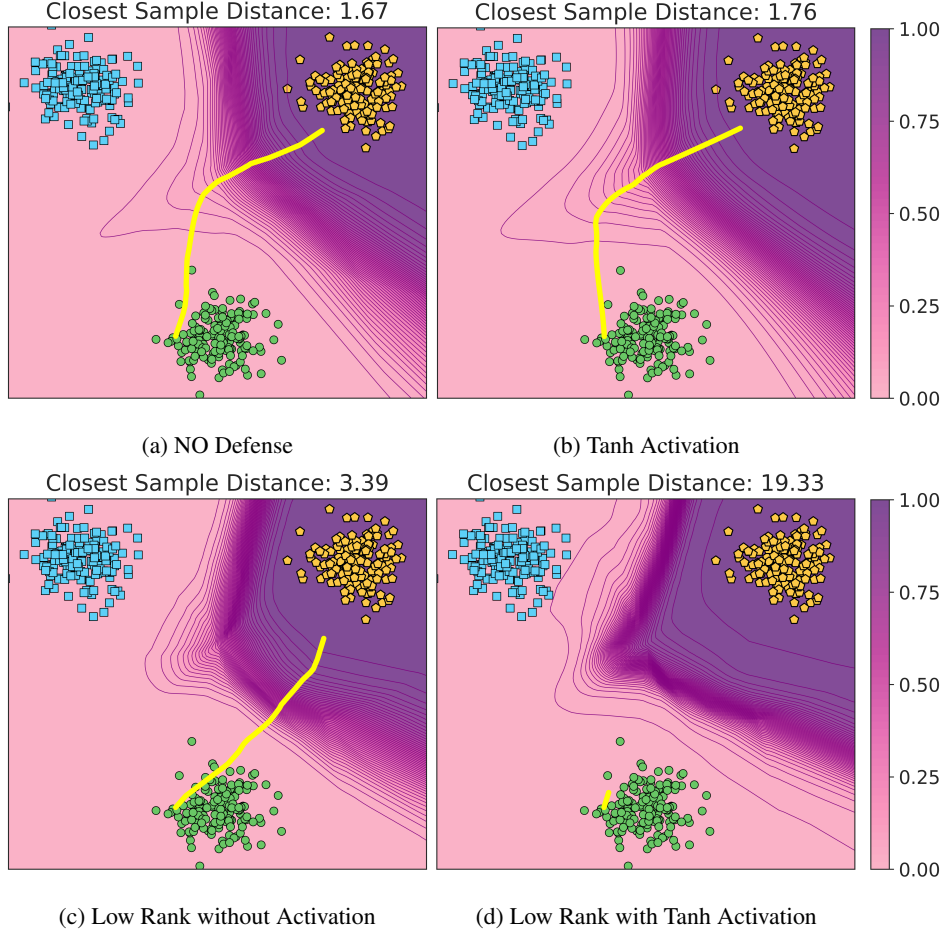 Closest Sample Distance: 1.67
Closest Sample Distance: 1.76
1.00
0.75
0.50
0.25
0.00
(a) NO Defense
(b) Tanh Activation
Closest Sample Distance: 3.39
Closest Sample Distance: 19.33
1.00
0.75
0.50
0.25
0.00
(c) Low Rank without Activation
(d) Low Rank with Tanh Activation